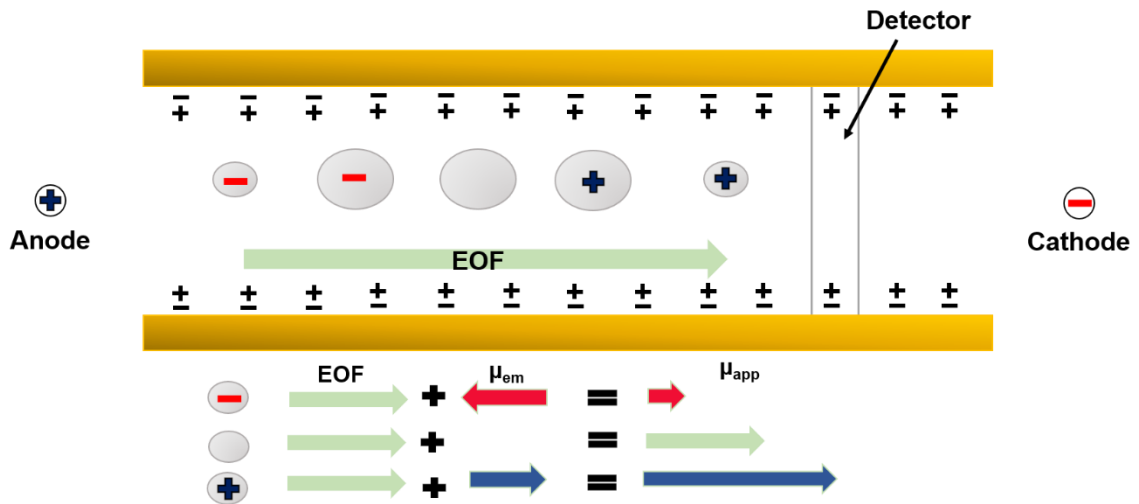 Detector
Anode
Cathode
EOF
EOF
μem
μapp